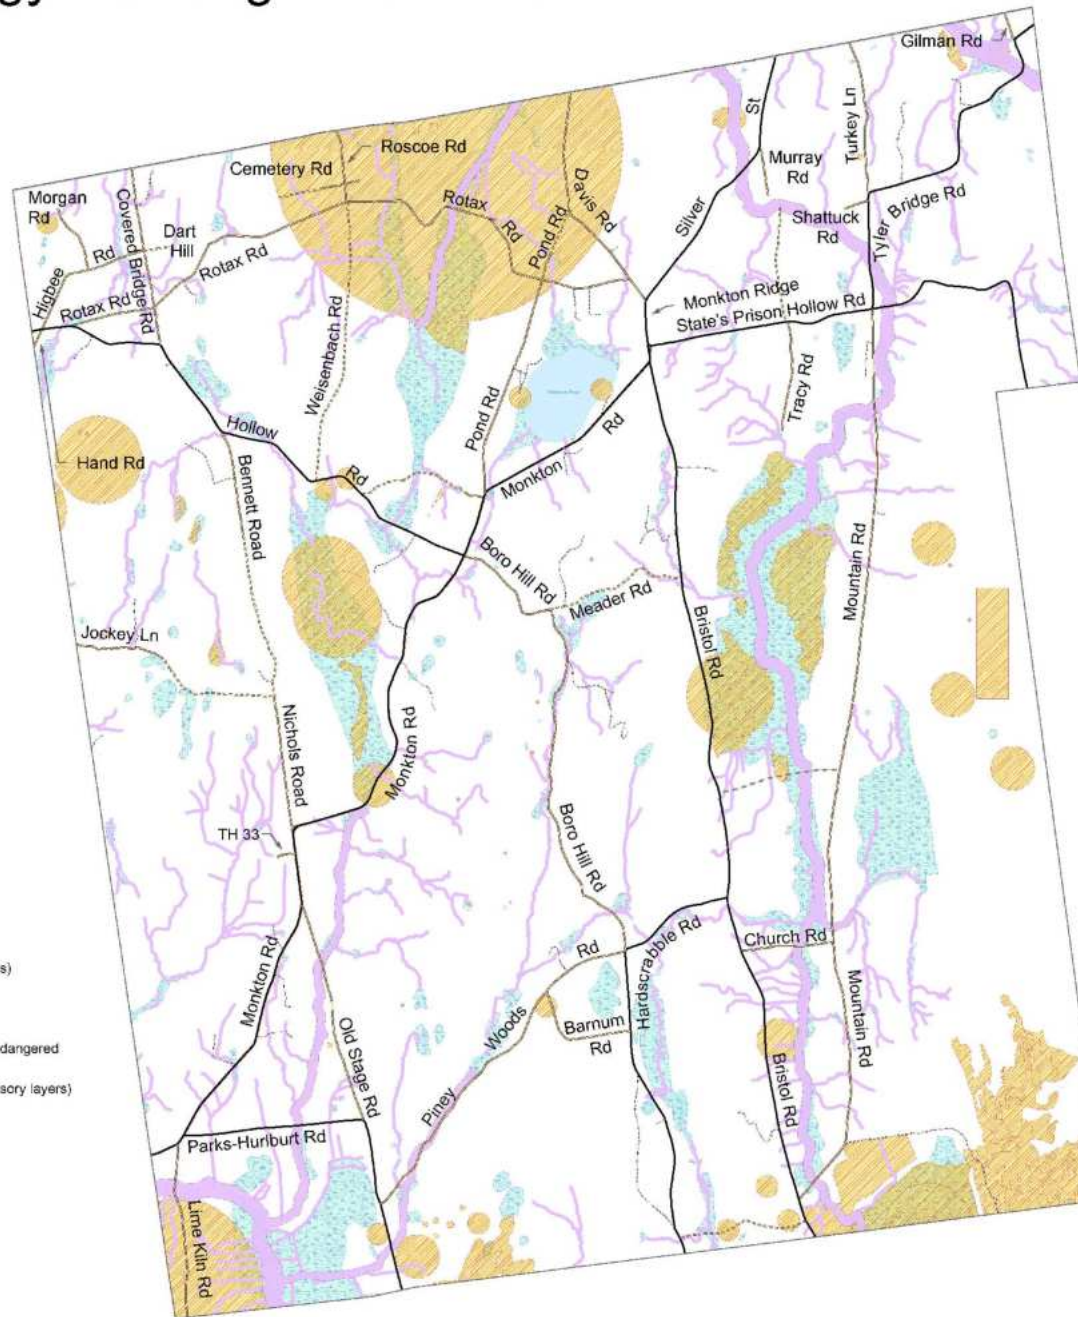 Gilman Rd
St
Turkey Ln
Murray
Rd
Roscoe Rd
Cemetery Rd
Morgan
Rd
Covered Bridge Rd
Dart
Hill
Rotax
Rd
Davis Rd
Pond Rd
Silver
Shattuck
Rd
Tyler Bridge Rd
Higbee
Rd
Rotax Rd
Rotax Rd
Monkton Ridge
State's Prison Hollow Rd
Weisenbach Rd
Tracy Rd
Pond Rd
Hollow
Rd
Monkton
Rd
Hand Rd
Bennett Road
Boro Hill Rd
Meader Rd
Mountain Rd
Jockey Ln
Bristol Rd
Nichols Road
Monkton Rd
TH 33
Boro Hill Rd
Church Rd
Hardscrabble Rd
Rd
Woods
Piney
Barnum
Rd
Monkton Rd
Old Stage Rd
Mountain Rd
Bristol Rd
s)
dangered
sory layers)
Parks-Hurlburt Rd
Lime Kiln Rd